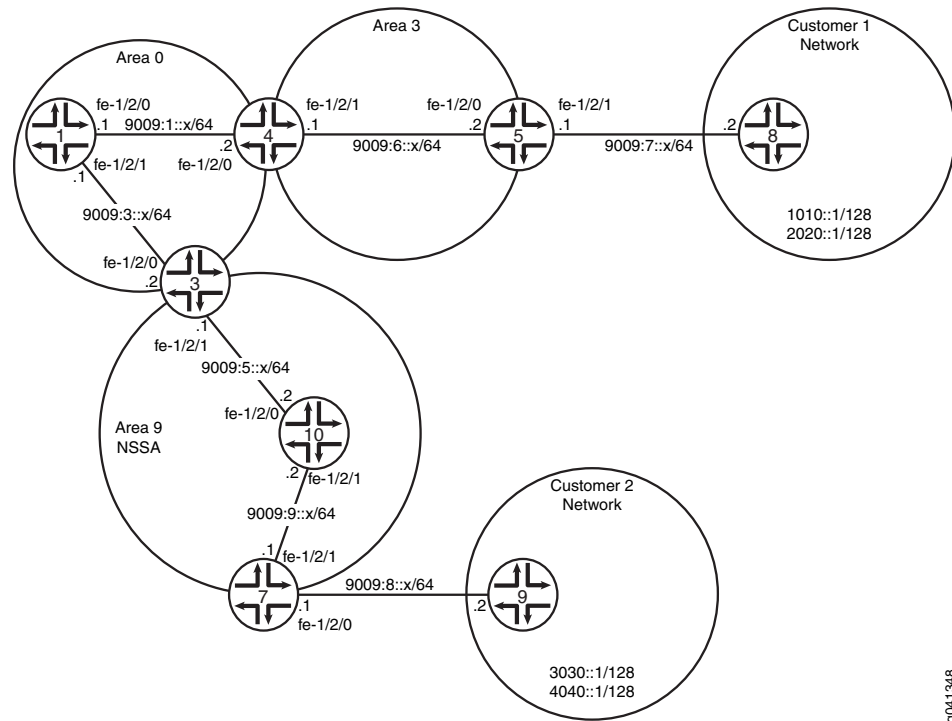 Area 0
Area 3
Customer 1
Network
fe-1/2/0
.1
9009:1::x/64
1
fe-1/2/1
.1
.2
fe-1/2/0
4
fe-1/2/1
.1
9009:6::x/64
fe-1/2/0
.2
5
fe-1/2/1
.1
9009:7::x/64
.2
8
1010::1/128
2020::1/128
9009:3::x/64
fe-1/2/0
.2
3
.1
fe-1/2/1
9009:5::x/64
Area 9
NSSA
.2
fe-1/2/0
10
.2
fe-1/2/1
9009:9::x/64
.1
fe-1/2/1
7
.1
fe-1/2/0
9009:8::x/64
Customer 2
Network
.2
9
3030::1/128
4040::1/128
g041348